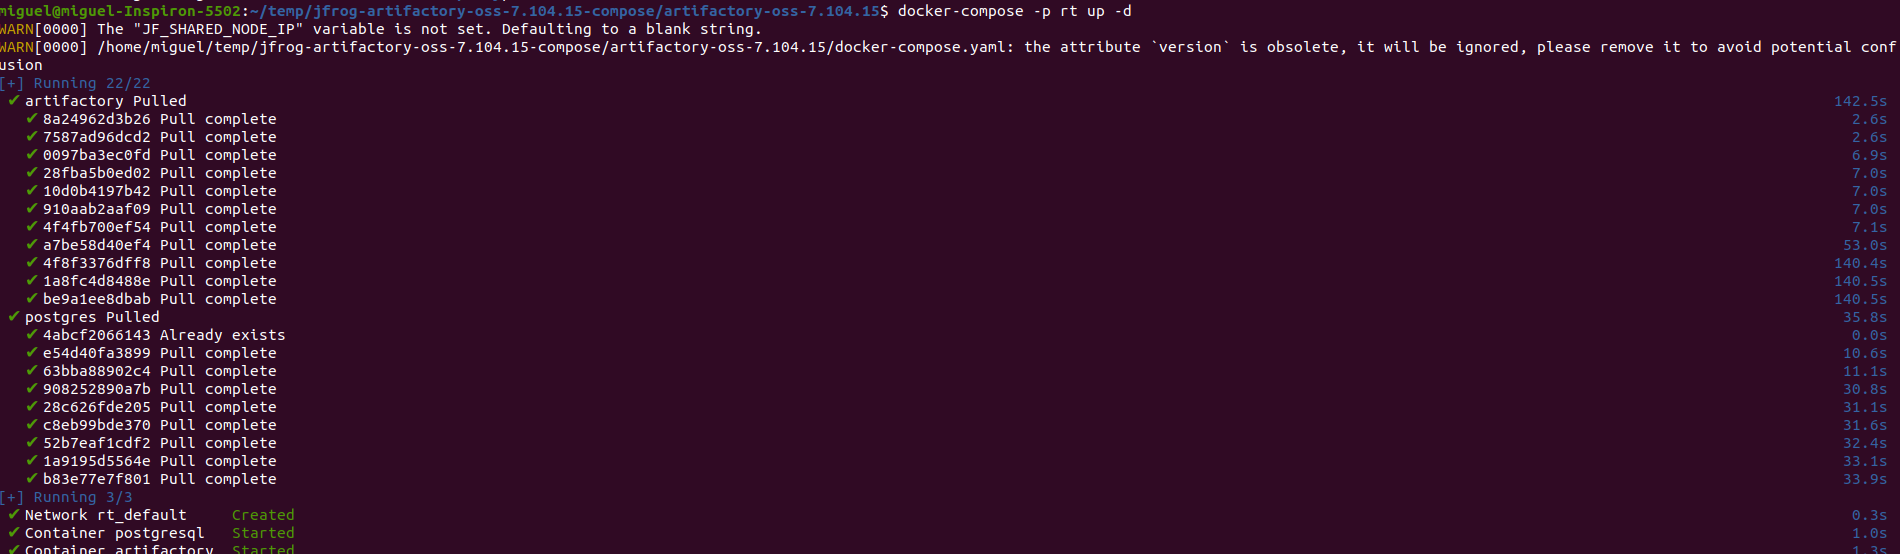 miguel@miguel-Inspiron-5502:~/temp/jfrog-artifactory-oss-7.104.15-compose/artifactory-oss-7.104.15$ docker-compose -p rt up -d
WARN[0000] The "JF_SHARED_NODE_IP" variable is not set. Defaulting to a blank string.
WARN[0000] /home/miguel/temp/jfrog-artifactory-oss-7.104.15-compose/artifactory-oss-7.104.15/docker-compose.yaml: the attribute `version` is obsolete, it will be ignored, please remove it to avoid potential conf
usion
[+] Running 22/22
✔ artifactory Pulled 142.5s
✔ 8a24962d3b26 Pull complete 2.6s
✔ 7587ad96dcd2 Pull complete 2.6s
✔ 0097ba3ec0fd Pull complete 6.9s
✔ 28fba5b0ed02 Pull complete 7.0s
✔ 10d0b4197b42 Pull complete 7.0s
✔ 910aab2aaf09 Pull complete 7.0s
✔ 4f4fb700ef54 Pull complete 7.1s
✔ a7be58d40ef4 Pull complete 53.0s
✔ 4f8f3376dff8 Pull complete 140.4s
✔ 1a8fc4d8488e Pull complete 140.5s
✔ be9a1ee8dbab Pull complete 140.5s
✔ postgres Pulled 35.8s
✔ 4abcf2066143 Already exists 0.0s
✔ e54d40fa3899 Pull complete 10.6s
✔ 63bba88902c4 Pull complete 11.1s
✔ 908252890a7b Pull complete 30.8s
✔ 28c626fde205 Pull complete 31.1s
✔ c8eb99bde370 Pull complete 31.6s
✔ 52b7eaf1cdf2 Pull complete 32.4s
✔ 1a9195d5564e Pull complete 33.1s
✔ b83e77e7f801 Pull complete 33.9s
[+] Running 3/3
✔ Network rt_default Created 0.3s
✔ Container postgresql Started 1.0s
✔ Container artifactory Started 1.3s